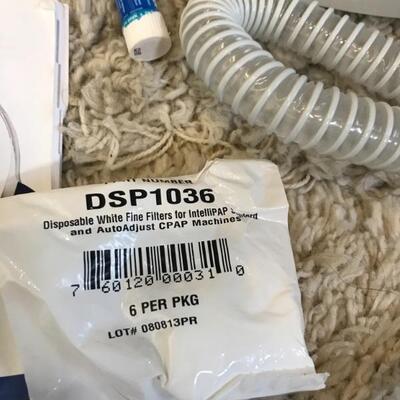 NUMBER
DSP1036
Disposable White Fine Filters for IntelliPAP
and AutoAdjust CPAP Machines
7 60120 00031 0
6 PER PKG
LOT# 080813PR